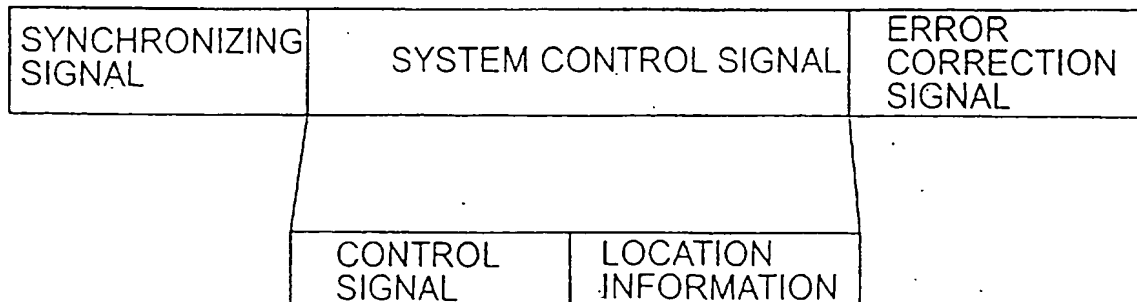 SYNCHRONIZING
SIGNAL
SYSTEM CONTROL SIGNAL
ERROR
CORRECTION
SIGNAL
CONTROL
SIGNAL
LOCATION
INFORMATION